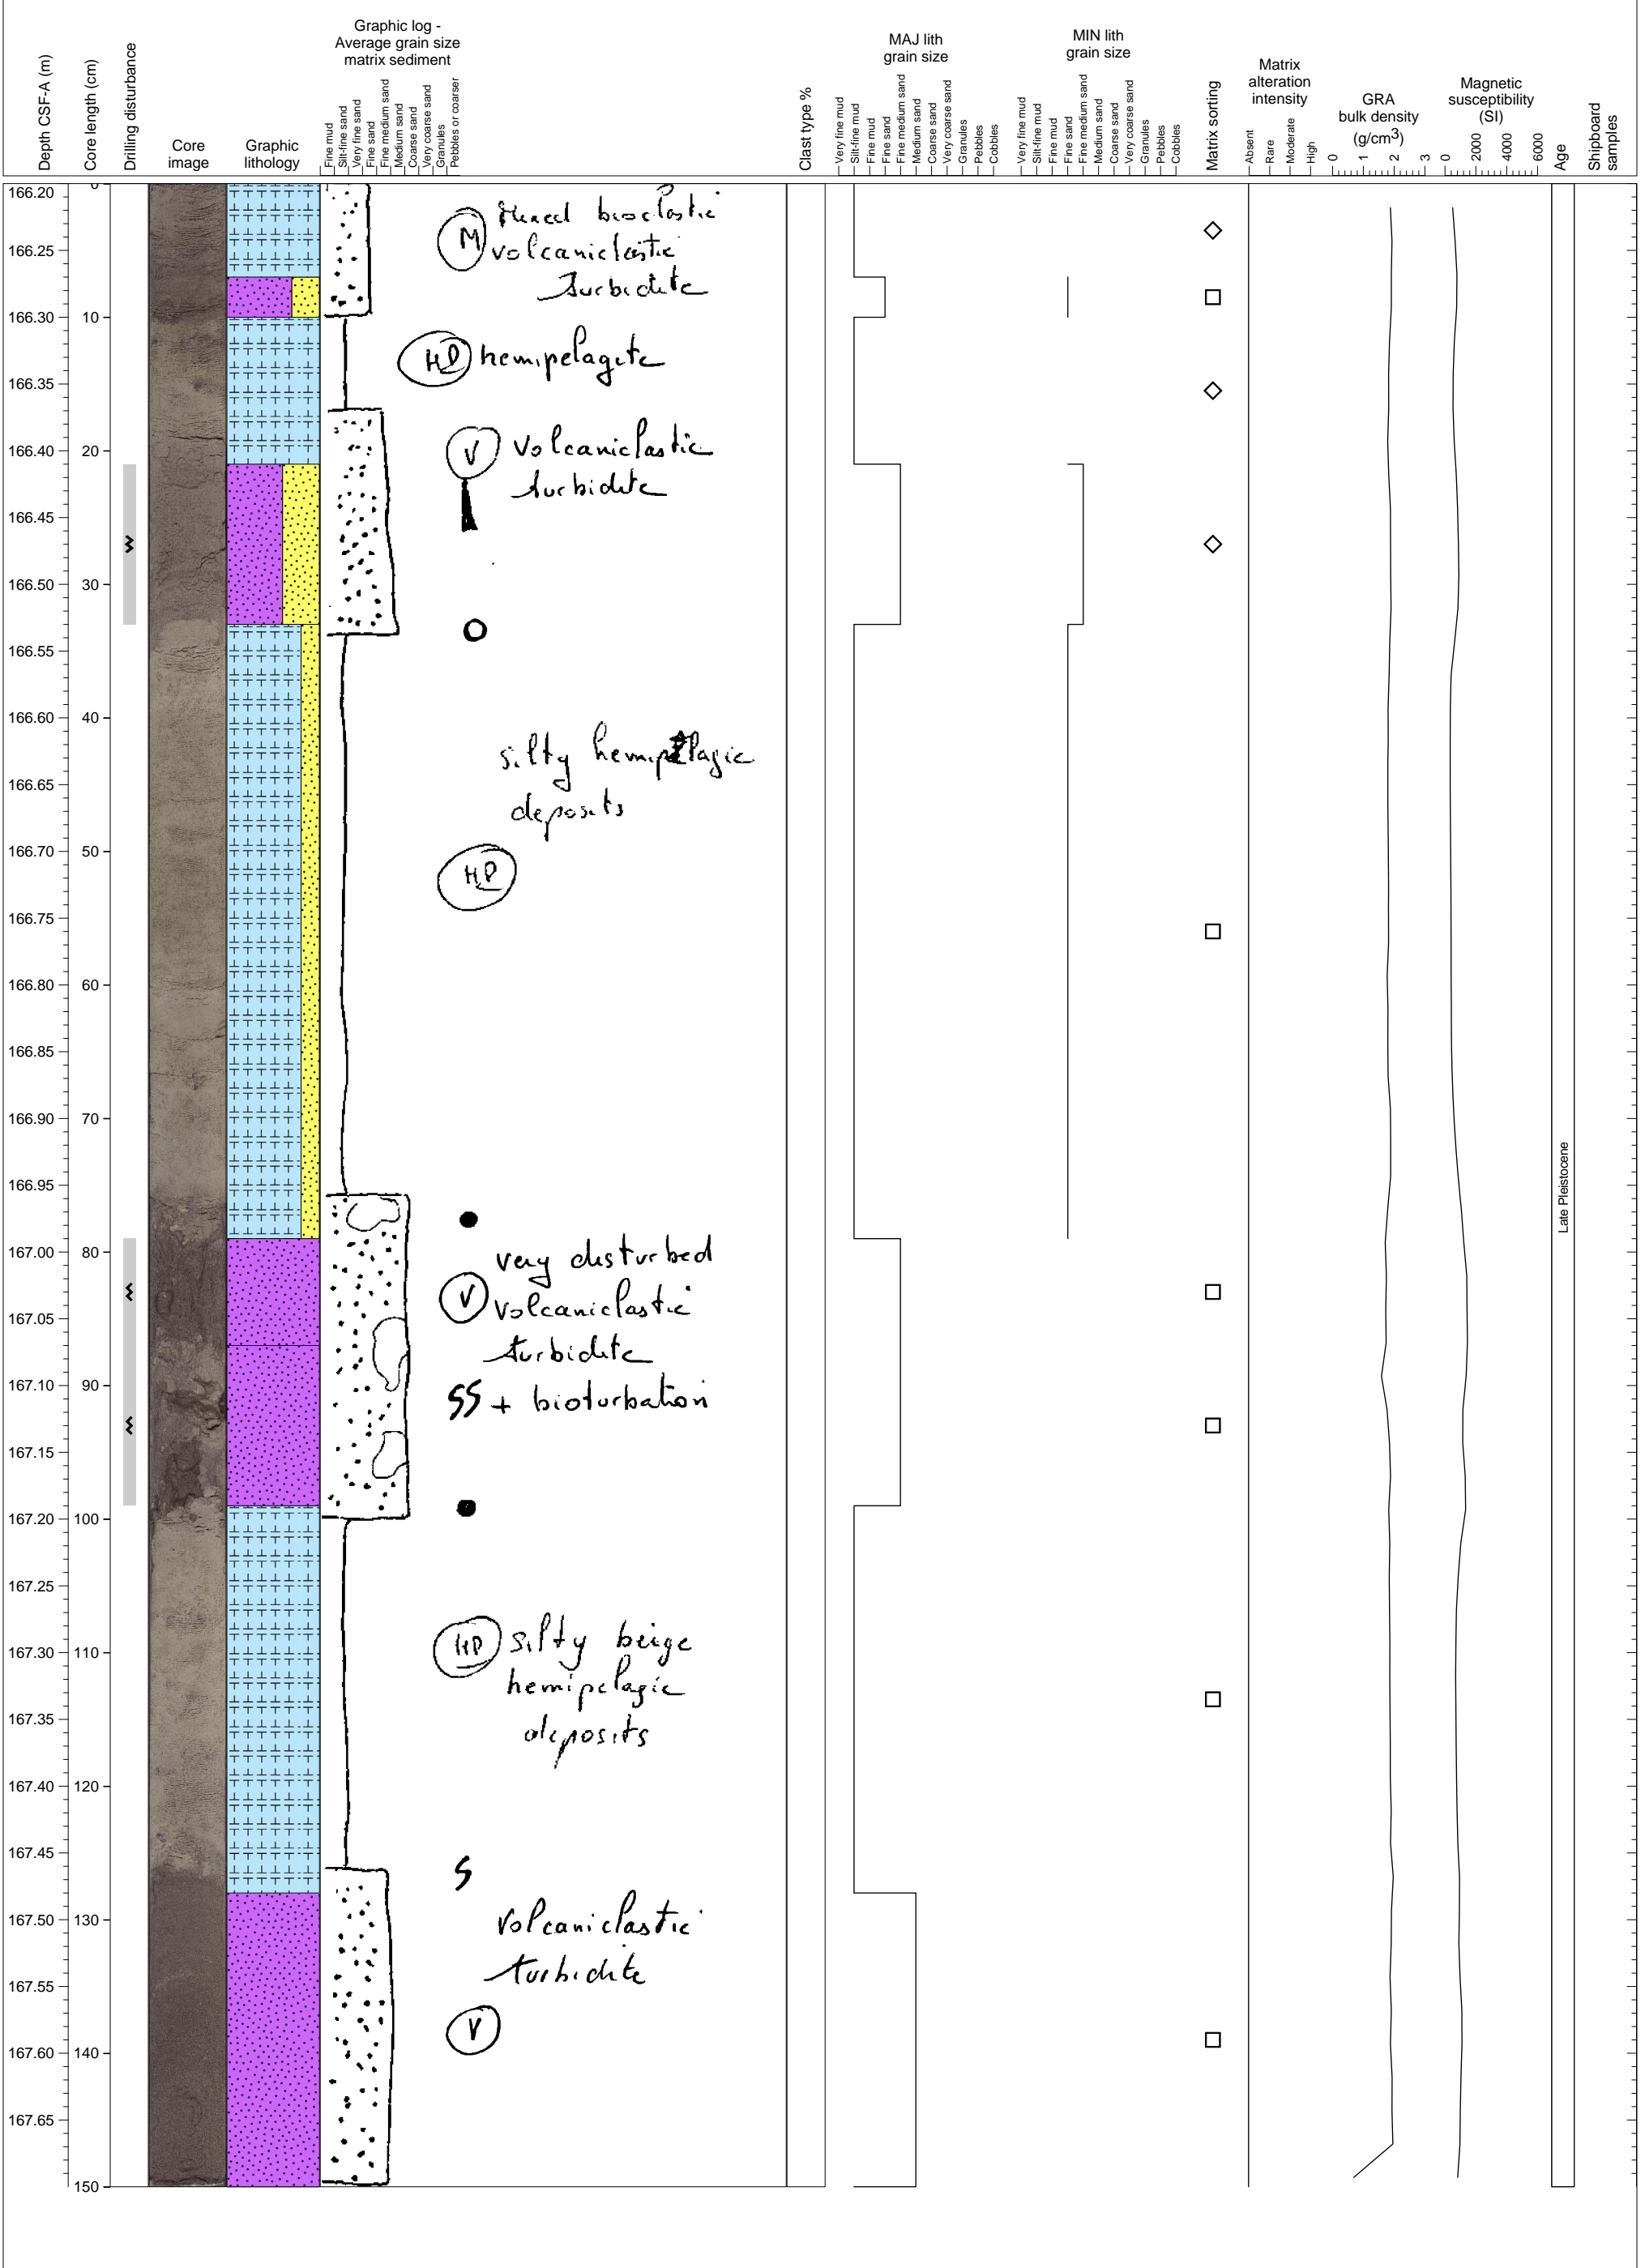 Graphic log -
Average grain size
matrix sediment
MAJ lith
grain size
MIN lith
grain size
Matrix
alteration
intensity
GRA
bulk density
(g/cm3)
Magnetic
susceptibility
(SI)
Depth CSF-A (m)
Core length (cm)
Drilling disturbance
Core
image
Graphic
lithology
Fine mud
Silt-fine sand
Very fine sand
Fine sand
Fine medium sand
Medium sand
Coarse sand
Very coarse sand
Granules
Pebbles or coarser
Clast type %
Very fine mud
Silt-fine mud
Fine mud
Fine sand
Fine medium sand
Medium sand
Coarse sand
Very coarse sand
Granules
Pebbles
Cobbles
Very fine mud
Silt-fine mud
Fine mud
Fine sand
Fine medium sand
Medium sand
Coarse sand
Very coarse sand
Granules
Pebbles
Cobbles
Matrix sorting
Absent
Rare
Moderate
High
0 1 2 3
0 2000 4000 6000
Age
Shipboard
samples
166.20 0
166.25
166.30 10
166.35
166.40 20
166.45
166.50 30
166.55
166.60 40
166.65
166.70 50
166.75
166.80 60
166.85
166.90 70
166.95
167.00 80
167.05
167.10 90
167.15
167.20 100
167.25
167.30 110
167.35
167.40 120
167.45
167.50 130
167.55
167.60 140
167.65
150
M Mixed bioclastic
volcaniclastic
turbidite
HP hemipelagite
V Volcaniclastic
turbidite
silty hemipelagic
deposits
HP
very disturbed
V volcaniclastic
turbidite
SS + bioturbation
HP silty beige
hemipelagic
deposits
S
Volcaniclastic
turbidite
V
Late Pleistocene